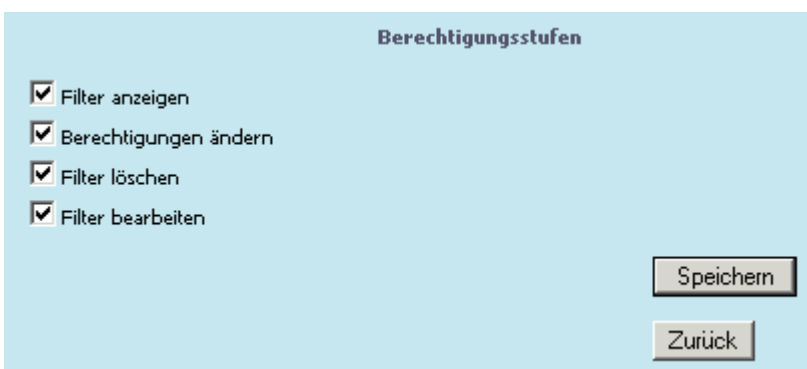 Berechtigungsstufen
Filter anzeigen
Berechtigungen ändern
Filter löschen
Filter bearbeiten
Speichern
Zurück